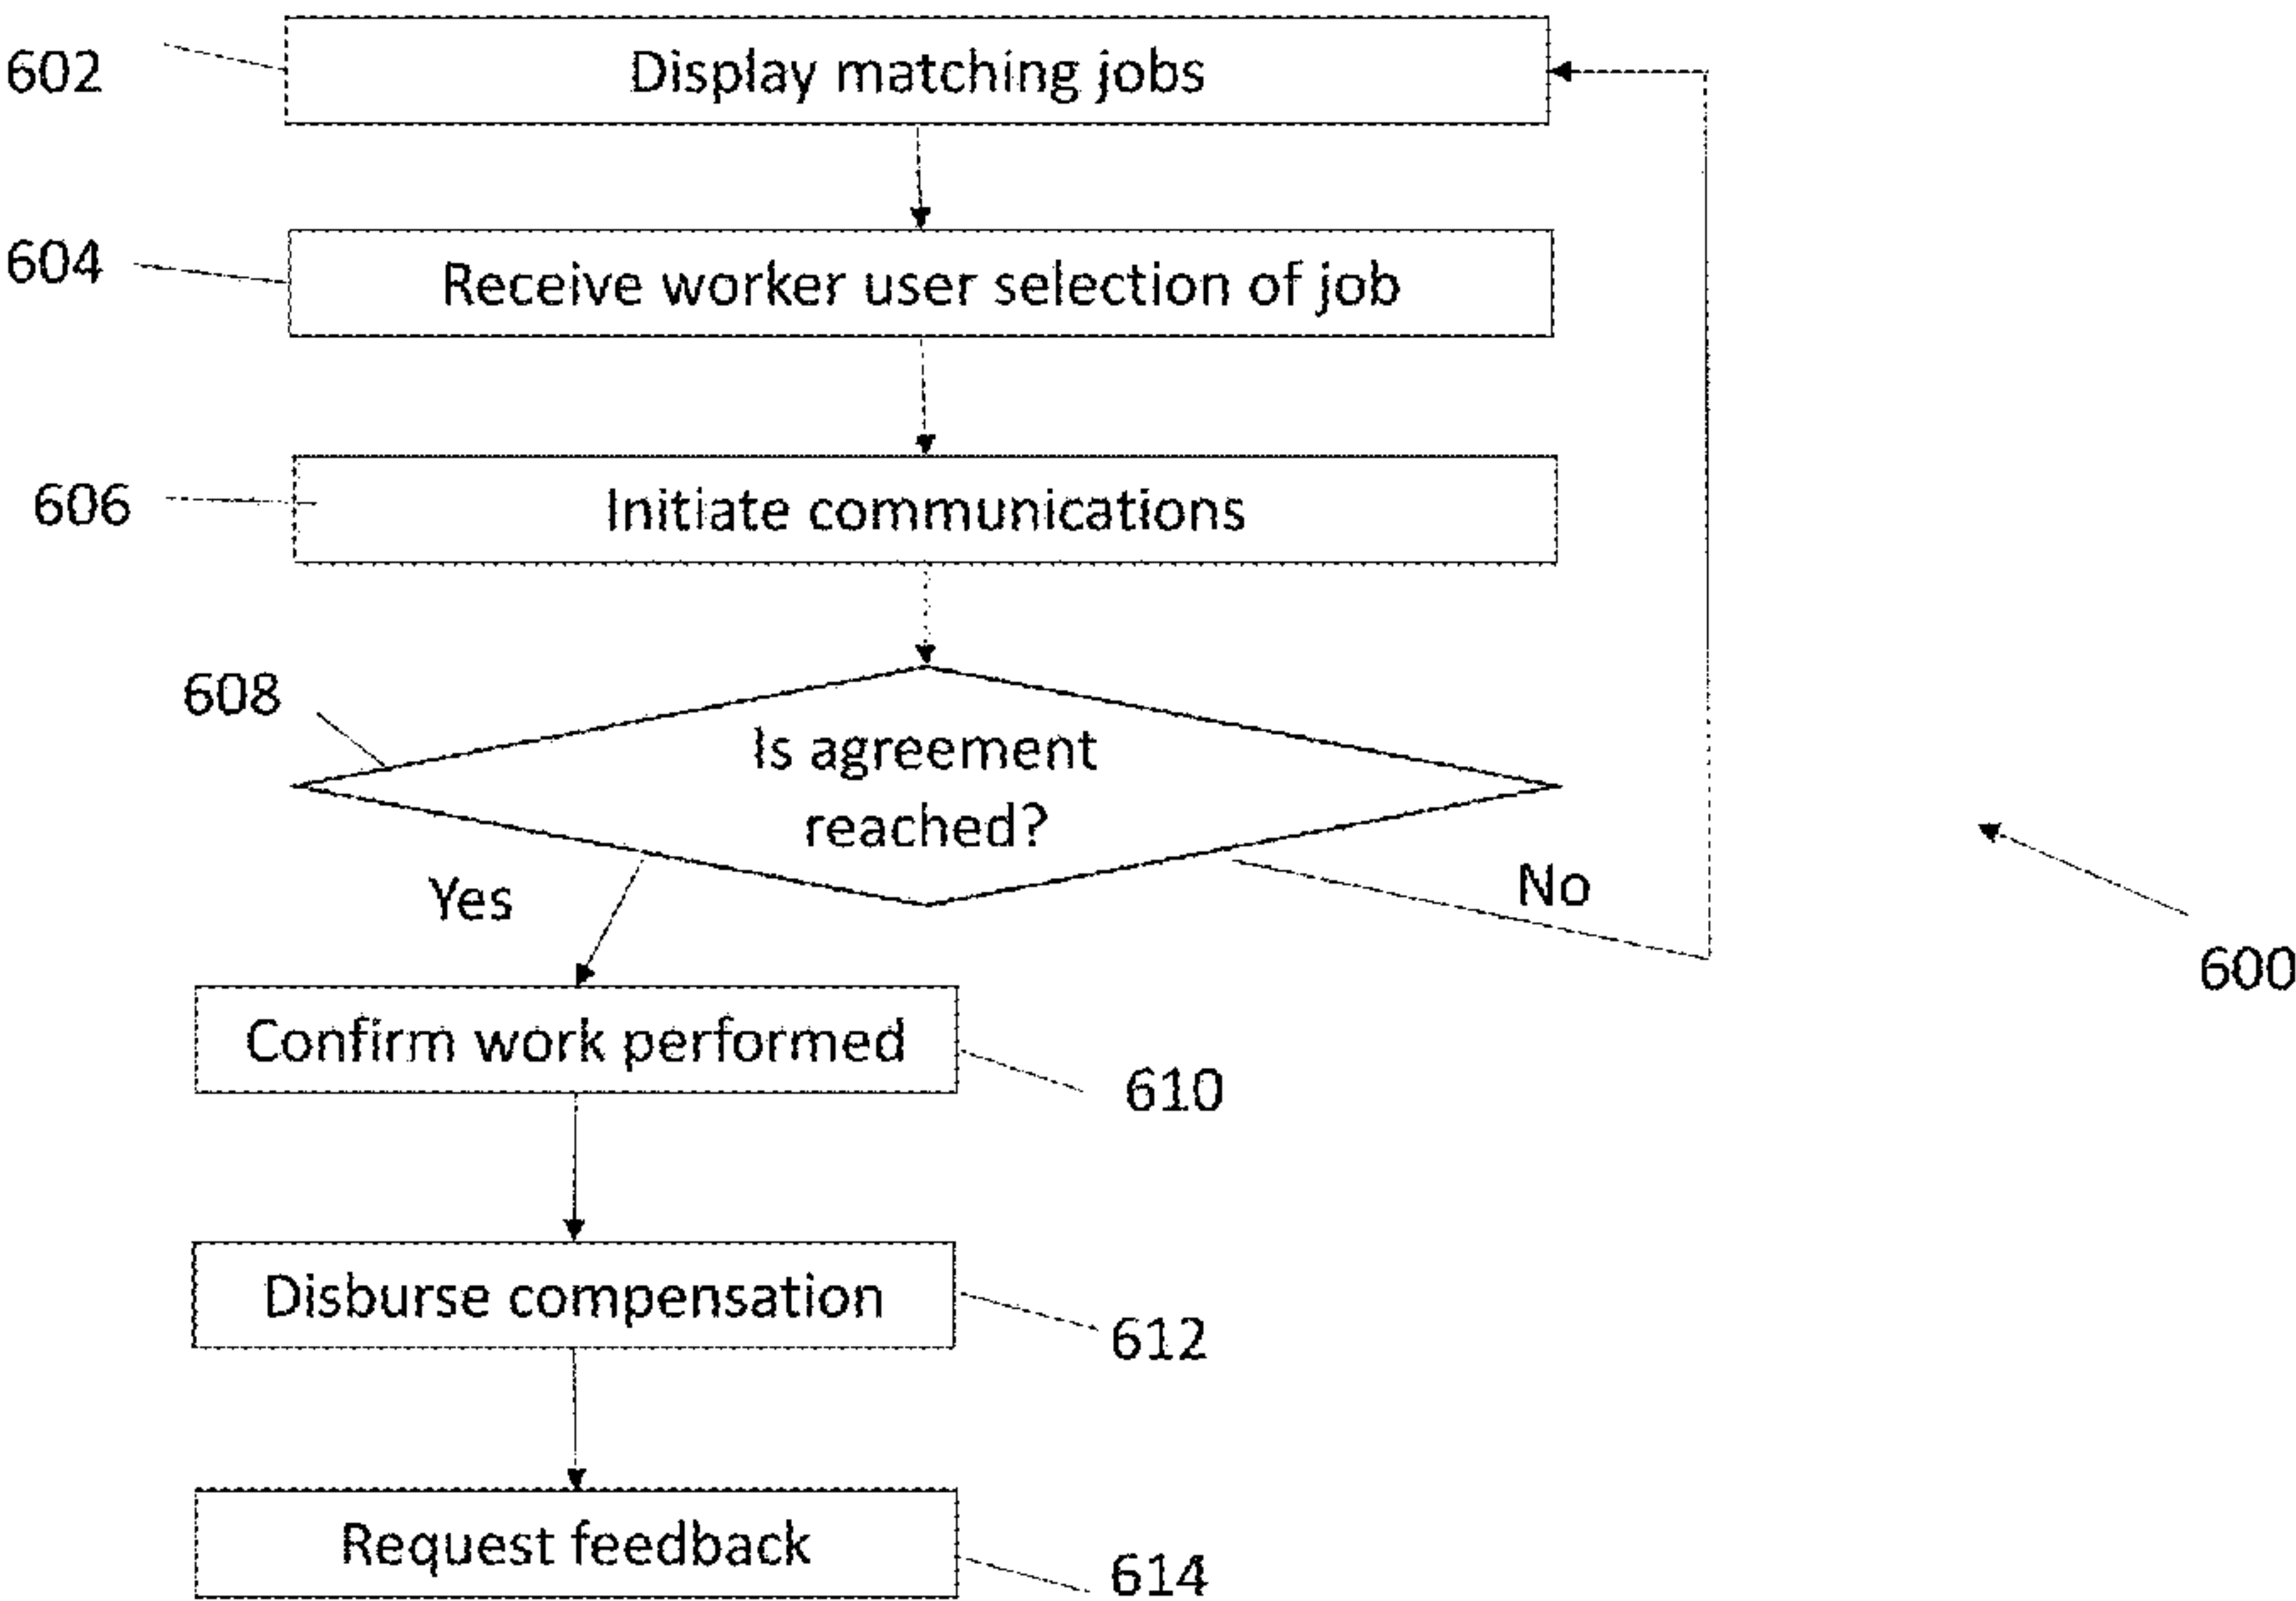 602
Display matching jobs
604
Receive worker user selection of job
606
Initiate communications
608
Is agreement
reached?
Yes
No
600
Confirm work performed
610
Disburse compensation
612
Request feedback
614